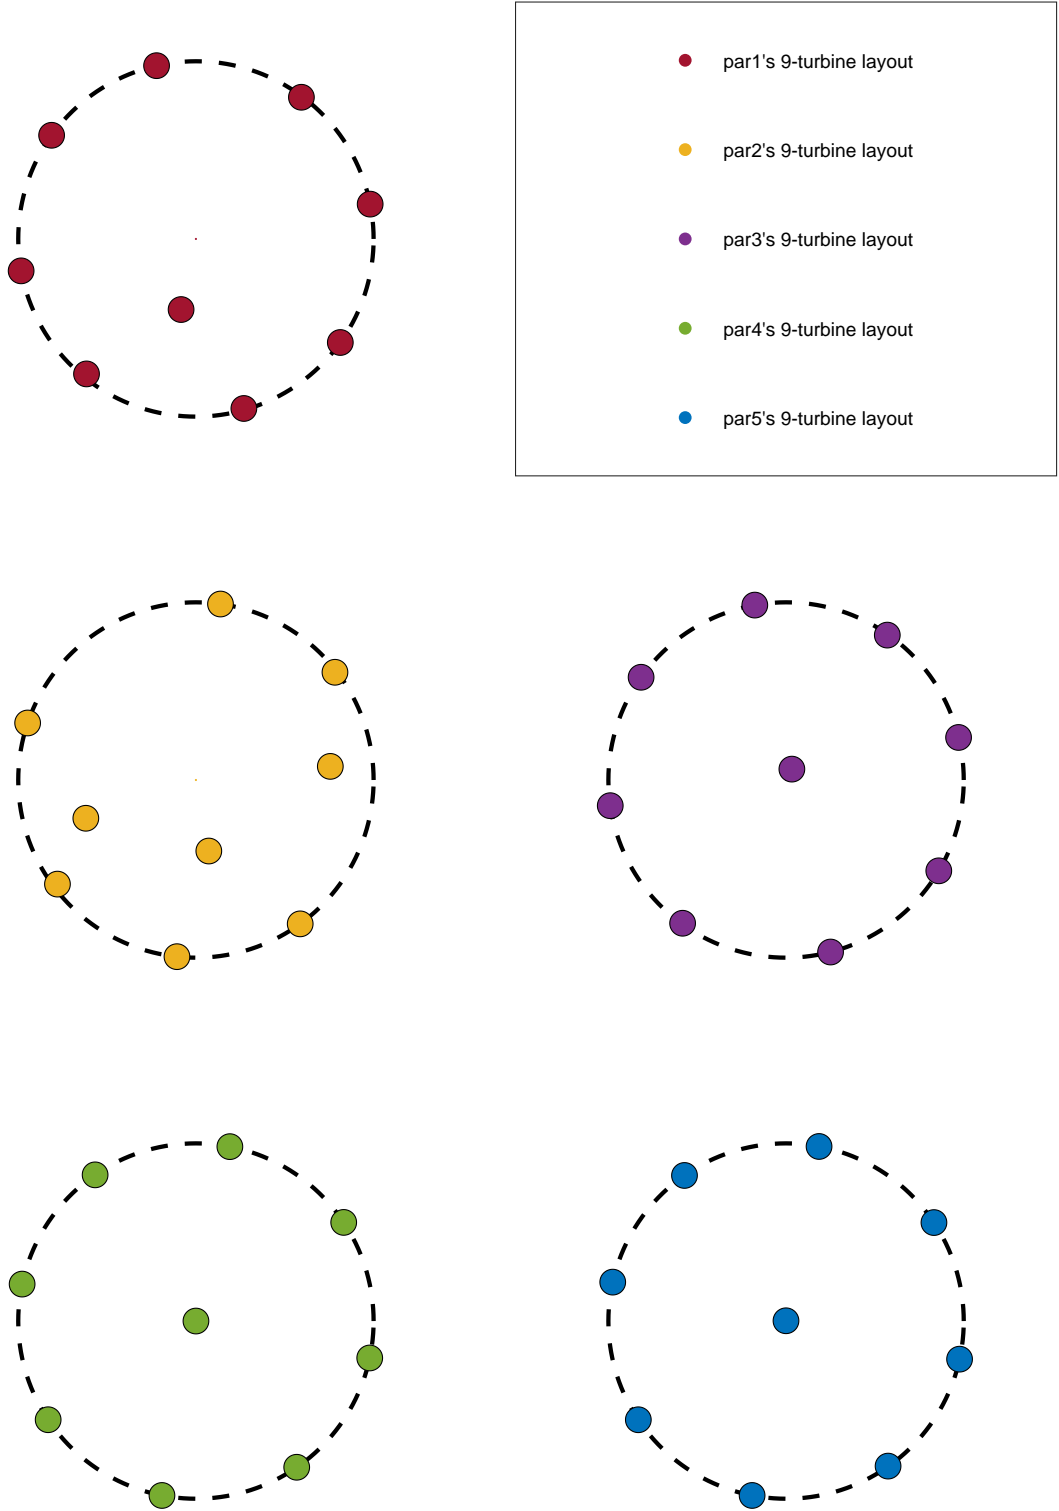 par1's 9-turbine layout
par2's 9-turbine layout
par3's 9-turbine layout
par4's 9-turbine layout
par5's 9-turbine layout